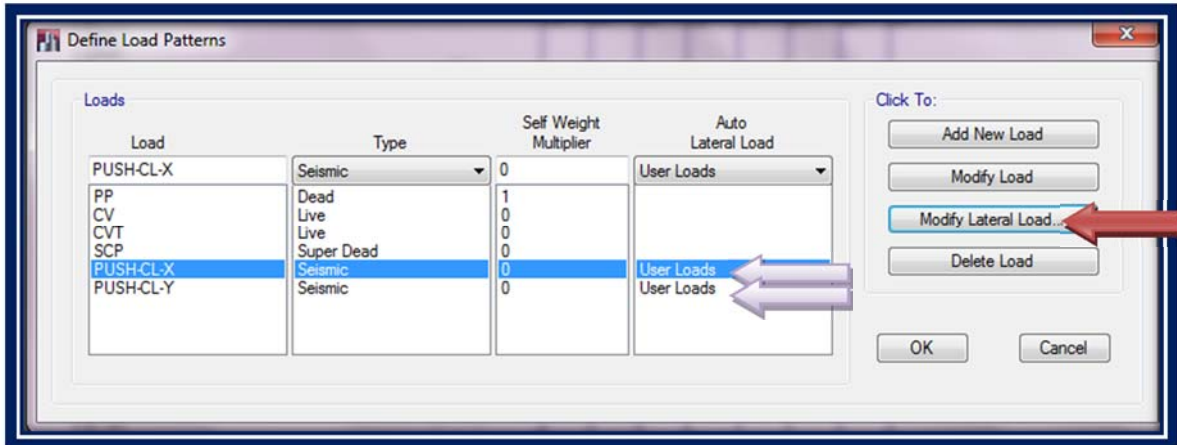 Define Load Patterns
Loads
Click To:
Load Type Self Weight Multiplier Auto Lateral Load
PUSH-CL-X Seismic 0 User Loads
PP Dead 1
CV Live 0
CVT Live 0
SCP Super Dead 0
PUSH-CL-X Seismic 0 User Loads
PUSH-CL-Y Seismic 0 User Loads
Add New Load
Modify Load
Modify Lateral Load...
Delete Load
OK Cancel